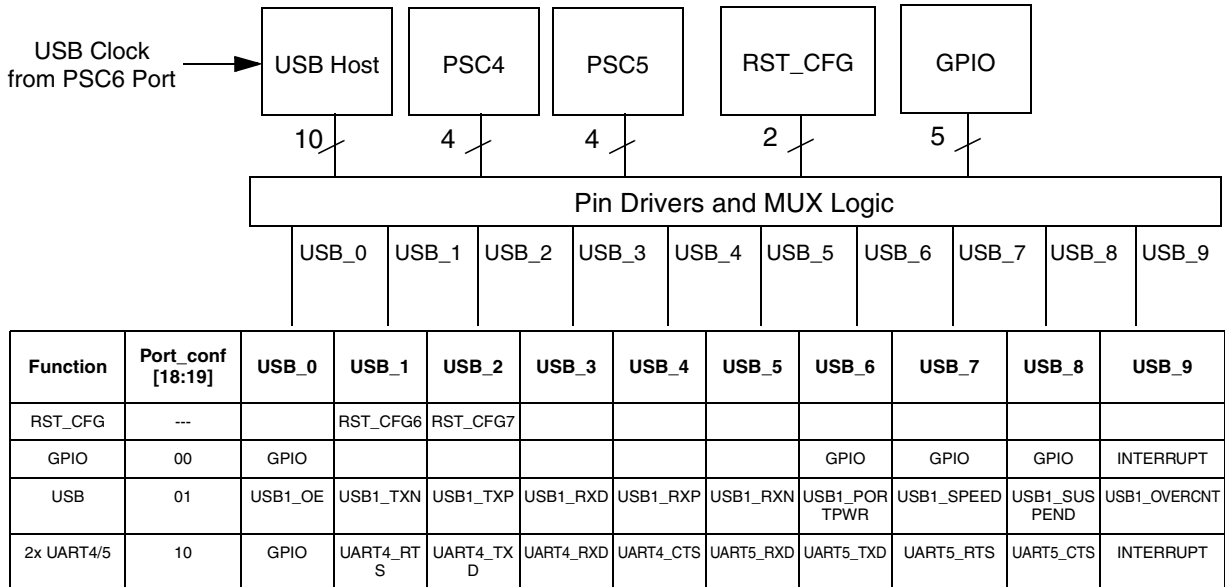 USB Clock
from PSC6 Port
USB Host
PSC4
PSC5
RST_CFG
GPIO
10
4
4
2
5
Pin Drivers and MUX Logic
USB_0 USB_1 USB_2 USB_3 USB_4 USB_5 USB_6 USB_7 USB_8 USB_9
Function Port_conf [18:19] USB_0 USB_1 USB_2 USB_3 USB_4 USB_5 USB_6 USB_7 USB_8 USB_9
RST_CFG --- RST_CFG6 RST_CFG7
GPIO 00 GPIO GPIO GPIO GPIO INTERRUPT
USB 01 USB1_OE USB1_TXN USB1_TXP USB1_RXD USB1_RXP USB1_RXN USB1_POR TPWR USB1_SPEED USB1_SUS PEND USB1_OVERCNT
2x UART4/5 10 GPIO UART4_RT S UART4_TX D UART4_RXD UART4_CTS UART5_RXD UART5_TXD UART5_RTS UART5_CTS INTERRUPT